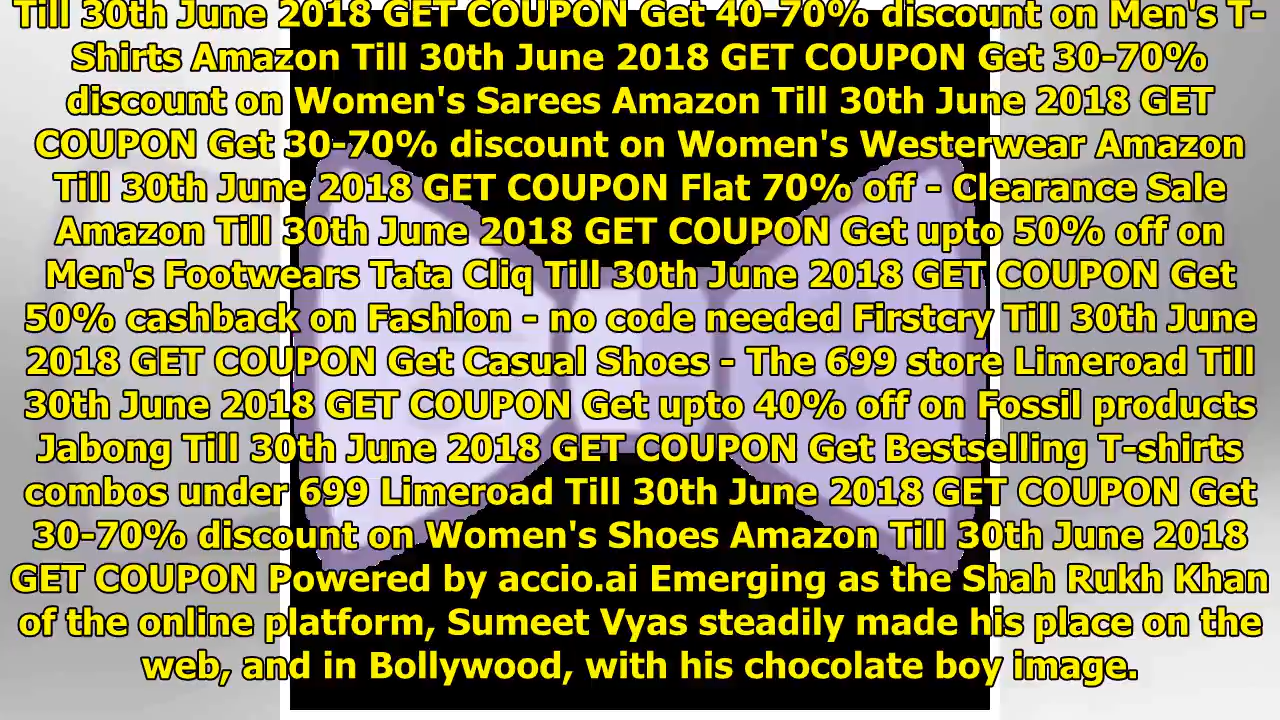 Till 30th June 2018 GET COUPON Get 40-70% discount on Men's T-
Shirts Amazon Till 30th June 2018 GET COUPON Get 30-70%
discount on Women's Sarees Amazon Till 30th June 2018 GET
COUPON Get 30-70% discount on Women's Westerwear Amazon
Till 30th June 2018 GET COUPON Flat 70% off - Clearance Sale
Amazon Till 30th June 2018 GET COUPON Get upto 50% off on
Men's Footwears Tata Cliq Till 30th June 2018 GET COUPON Get
50% cashback on Fashion - no code needed Firstcry Till 30th June
2018 GET COUPON Get Casual Shoes - The 699 store Limeroad Till
30th June 2018 GET COUPON Get upto 40% off on Fossil products
Jabong Till 30th June 2018 GET COUPON Get Bestselling T-shirts
combos under 699 Limeroad Till 30th June 2018 GET COUPON Get
30-70% discount on Women's Shoes Amazon Till 30th June 2018
GET COUPON Powered by accio.ai Emerging as the Shah Rukh Khan
of the online platform, Sumeet Vyas steadily made his place on the
web, and in Bollywood, with his chocolate boy image.